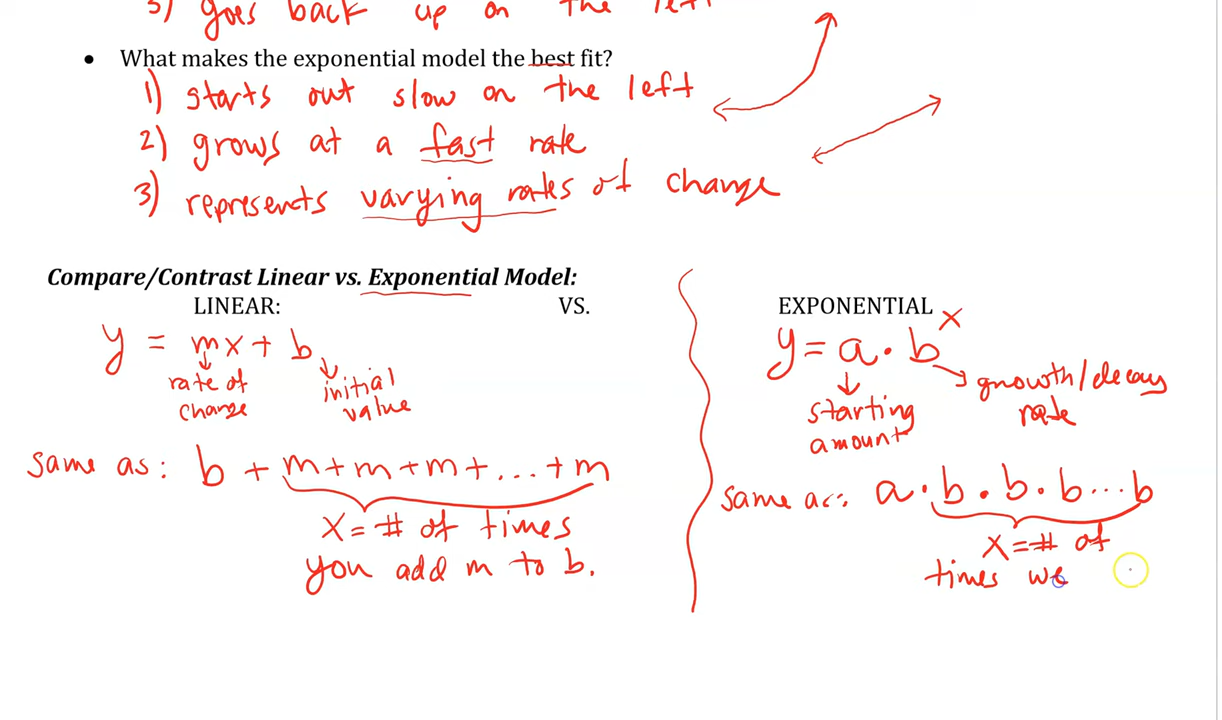 3) goes back up on the left
• What makes the exponential model the best fit?
1) starts out slow on the left
2) grows at a fast rate
3) represents varying rates of change
Compare/Contrast Linear vs. Exponential Model:
LINEAR: VS. EXPONENTIAL
y = mx + b
rate of change
initial value
same as: b + m + m + m + ... + m
x = # of times
you add m to b.
y = a · b^x
starting amount
growth/decay rate
same as: a · b · b · b ... b
x = # of
times we